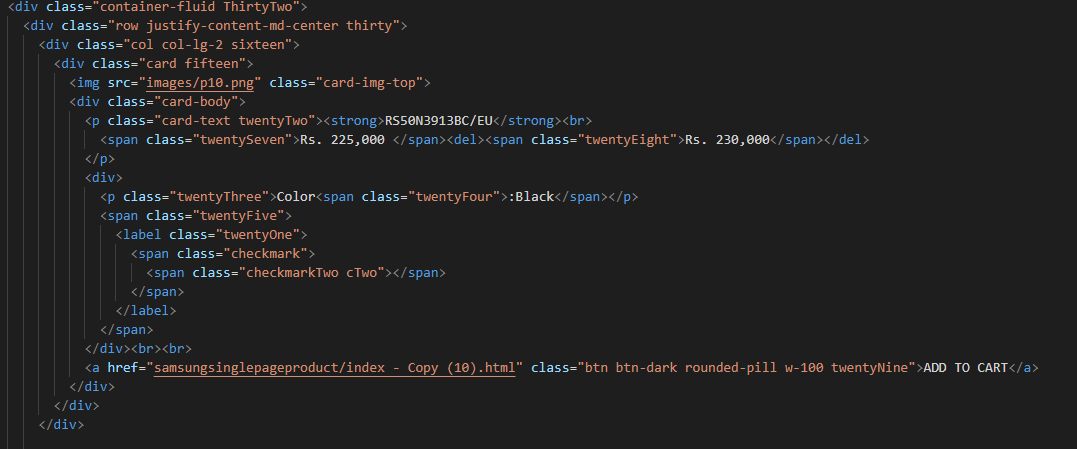 <div class="container-fluid ThirtyTwo">
<div class="row justify-content-md-center thirty">
<div class="col col-lg-2 sixteen">
<div class="card fifteen">
<img src="images/p10.png" class="card-img-top">
<div class="card-body">
<p class="card-text twentyTwo"><strong>RS50N3913BC/EU</strong><br>
<span class="twentySeven">Rs. 225,000 </span><del><span class="twentyEight">Rs. 230,000</span></del>
</p>
<div>
<p class="twentyThree">Color<span class="twentyFour">:Black</span></p>
<span class="twentyFive">
<label class="twentyOne">
<span class="checkmark">
<span class="checkmarkTwo cTwo"></span>
</span>
</label>
</span>
</div><br><br>
<a href="samsungsinglepageproduct/index - Copy (10).html" class="btn btn-dark rounded-pill w-100 twentyNine">ADD TO CART</a>
</div>
</div>
</div>